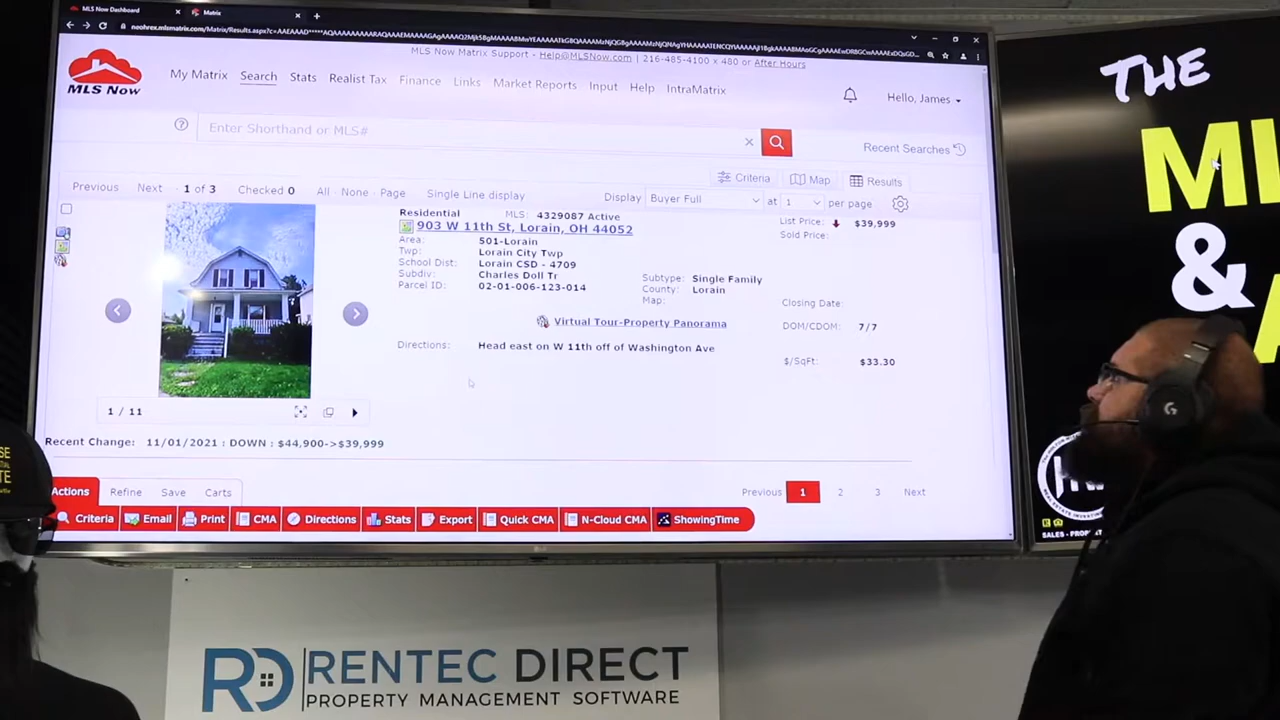 MLS Now Dashboard
Matrix
MLS Now Matrix Support - Help@MLSNow.com | 216-485-4100 x 480 or After Hours
MLS Now
My Matrix Search Stats Realist Tax Finance Links Market Reports Input Help IntraMatrix
Hello, James
Enter Shorthand or MLS#
Recent Searches
Criteria Map Results
Previous Next 1 of 3 Checked 0 All · None · Page Single Line display Display Buyer Full at 1 per page
Residential MLS: 4329087 Active
List Price: $39,999
903 W 11th St, Lorain, OH 44052
Sold Price:
Area: 501-Lorain
Twp: Lorain City Twp
School Dist: Lorain CSD - 4709
Subdiv: Charles Doll Tr
Parcel ID: 02-01-006-123-014
Subtype: Single Family
County: Lorain
Map:
Closing Date:
Virtual Tour-Property Panorama
DOM/CDOM: 7/7
Directions: Head east on W 11th off of Washington Ave
$/SqFt: $33.30
1 / 11
Recent Change: 11/01/2021 : DOWN : $44,900->$39,999
Actions Refine Save Carts
Previous 1 2 3 Next
Criteria Email Print CMA Directions Stats Export Quick CMA N-Cloud CMA ShowingTime
THE
&
RD RENTEC DIRECT
PROPERTY MANAGEMENT SOFTWARE
G